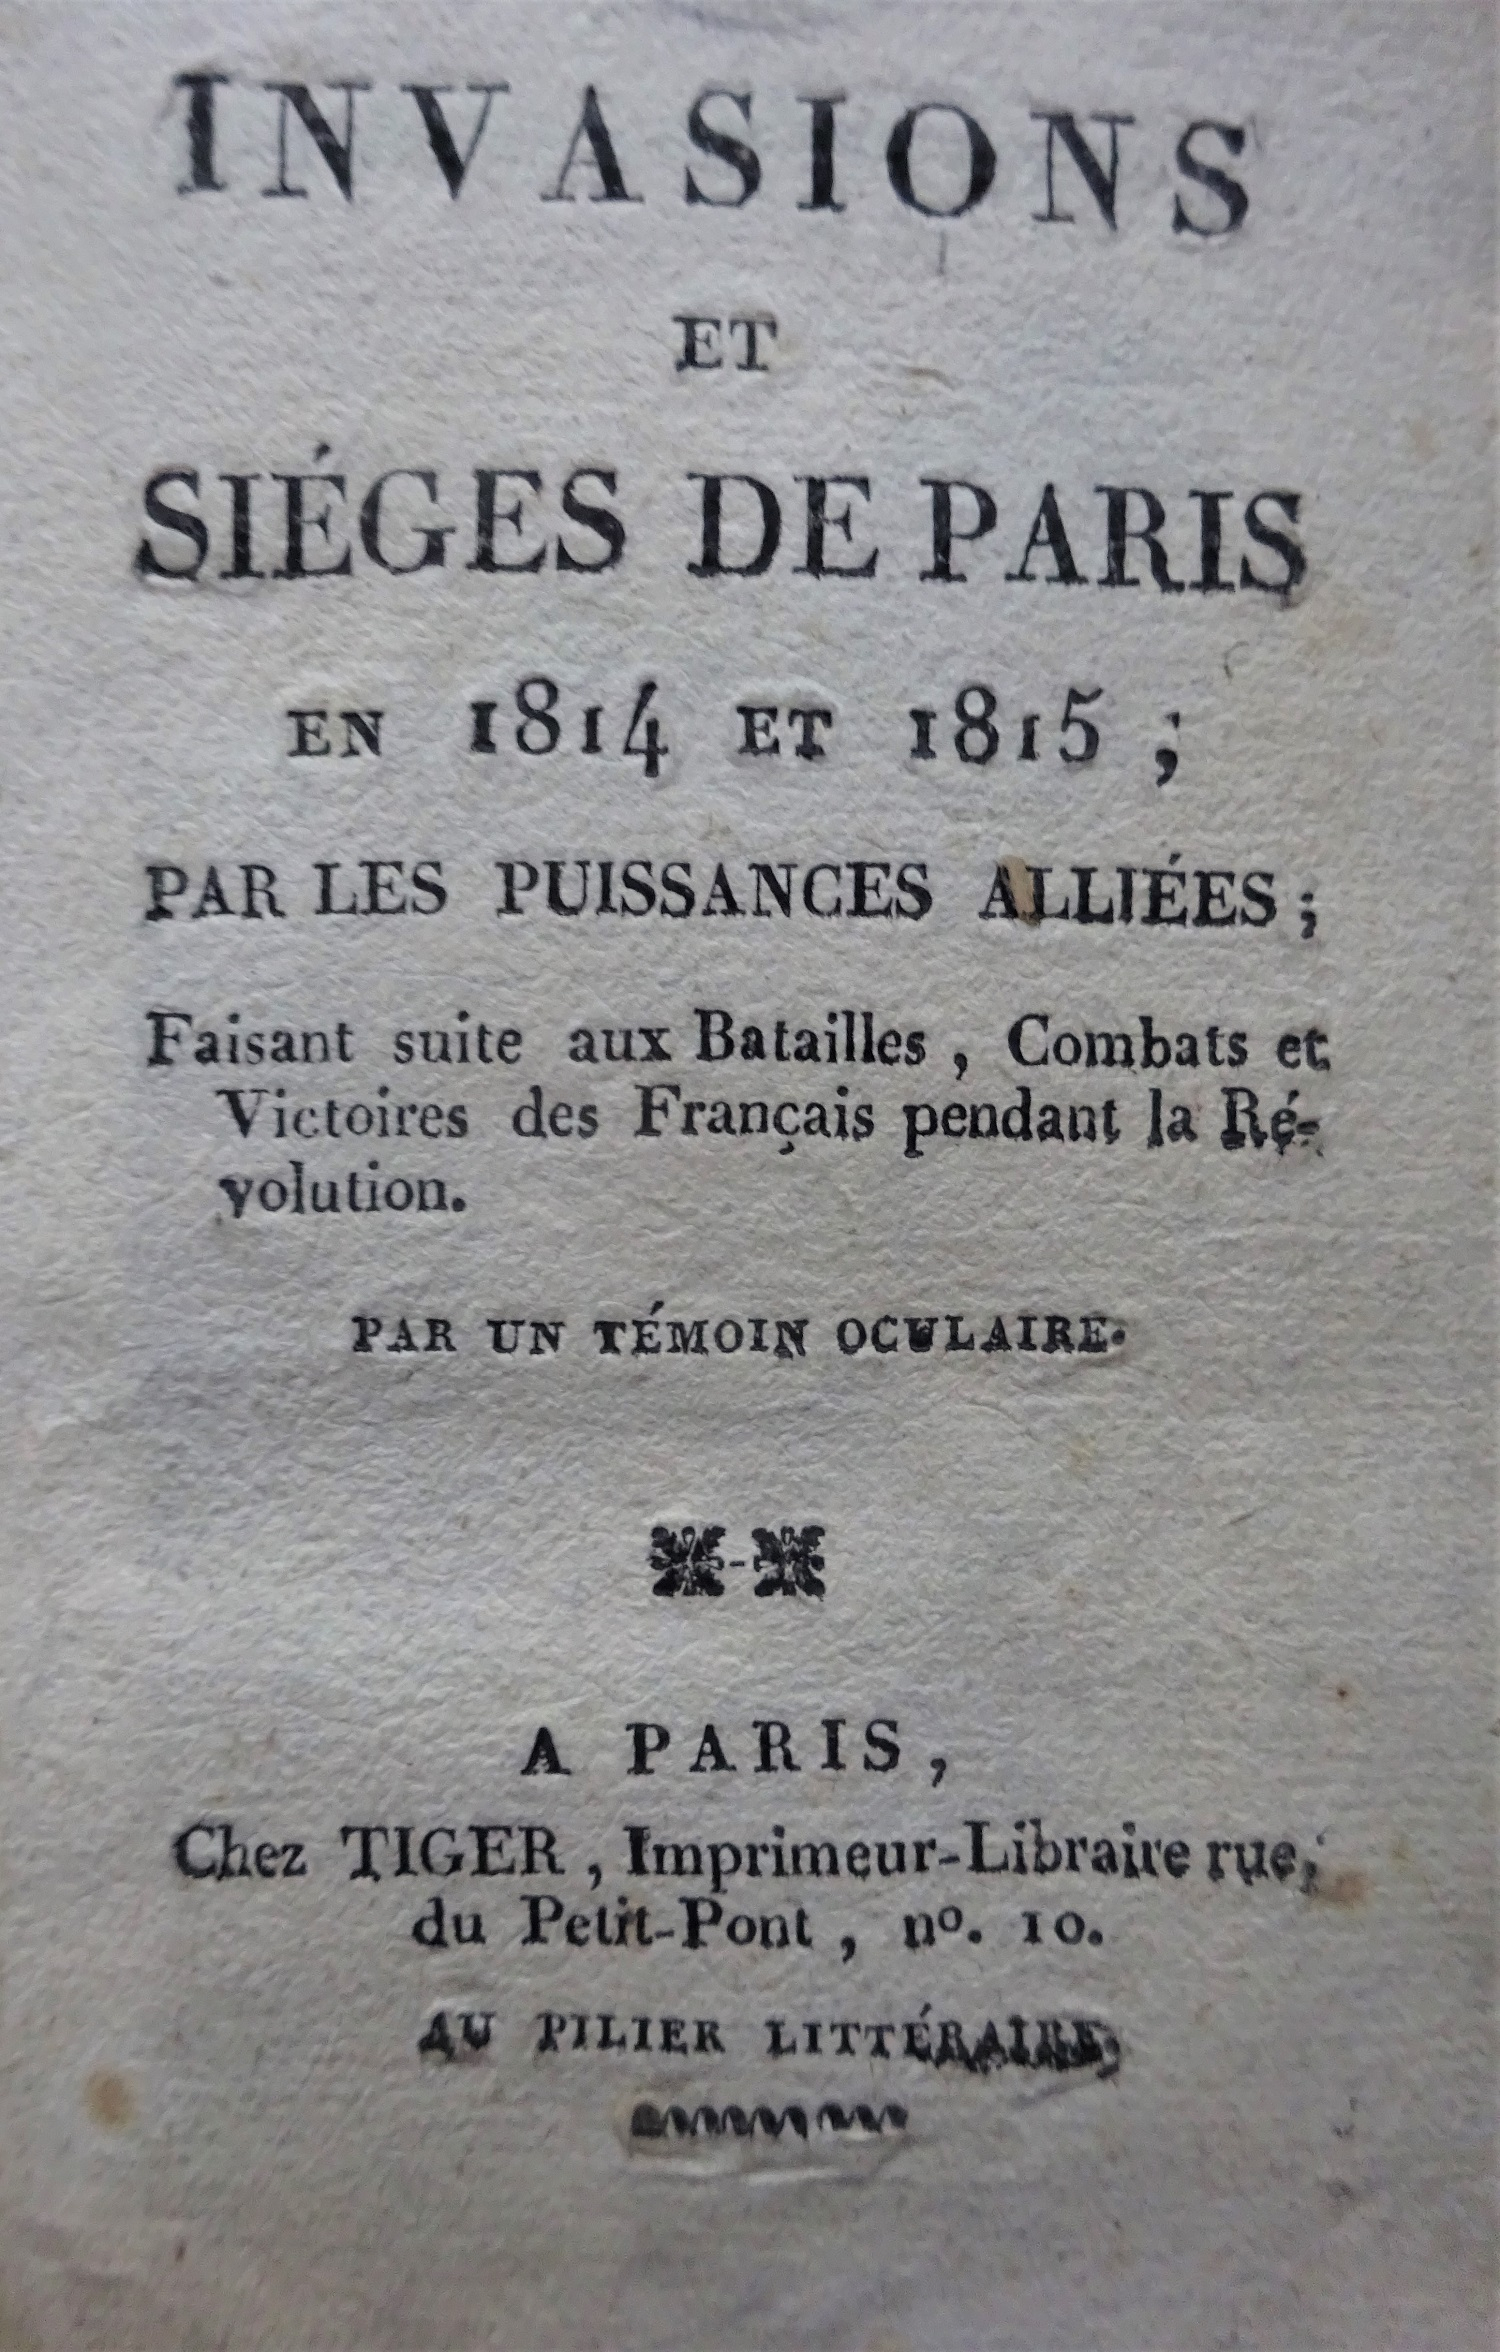 INVASIONS
ET
SIÉGES DE PARIS
EN 1814 ET 1815 ;
PAR LES PUISSANCES ALLIÉES ;
Faisant suite aux Batailles , Combats et
Victoires des Français pendant la Ré-
volution.
PAR UN TÉMOIN OCULAIRE.
A PARIS ,
Chez TIGER , Imprimeur-Libraire rue,
du Petit-Pont , nº. 10.
AU PILIER LITTÉRAIRE,